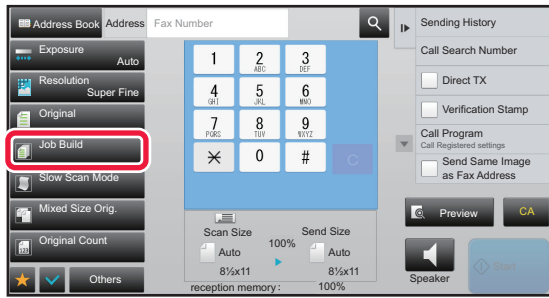 Address Book
Address
Fax Number
Sending History
Exposure
Auto
Call Search Number
Resolution
Super Fine
Direct TX
Original
Verification Stamp
Job Build
Call Program
Call Registered settings
Slow Scan Mode
Send Same Image
as Fax Address
Mixed Size Orig.
Original Count
Others
1
2
ABC
3
DEF
4
GHI
5
JKL
6
MNO
7
PQRS
8
TUV
9
WXYZ
0
#
C
Scan Size
Send Size
100%
Auto
Auto
8½x11
8½x11
reception memory: 100%
Preview
CA
Speaker
Start